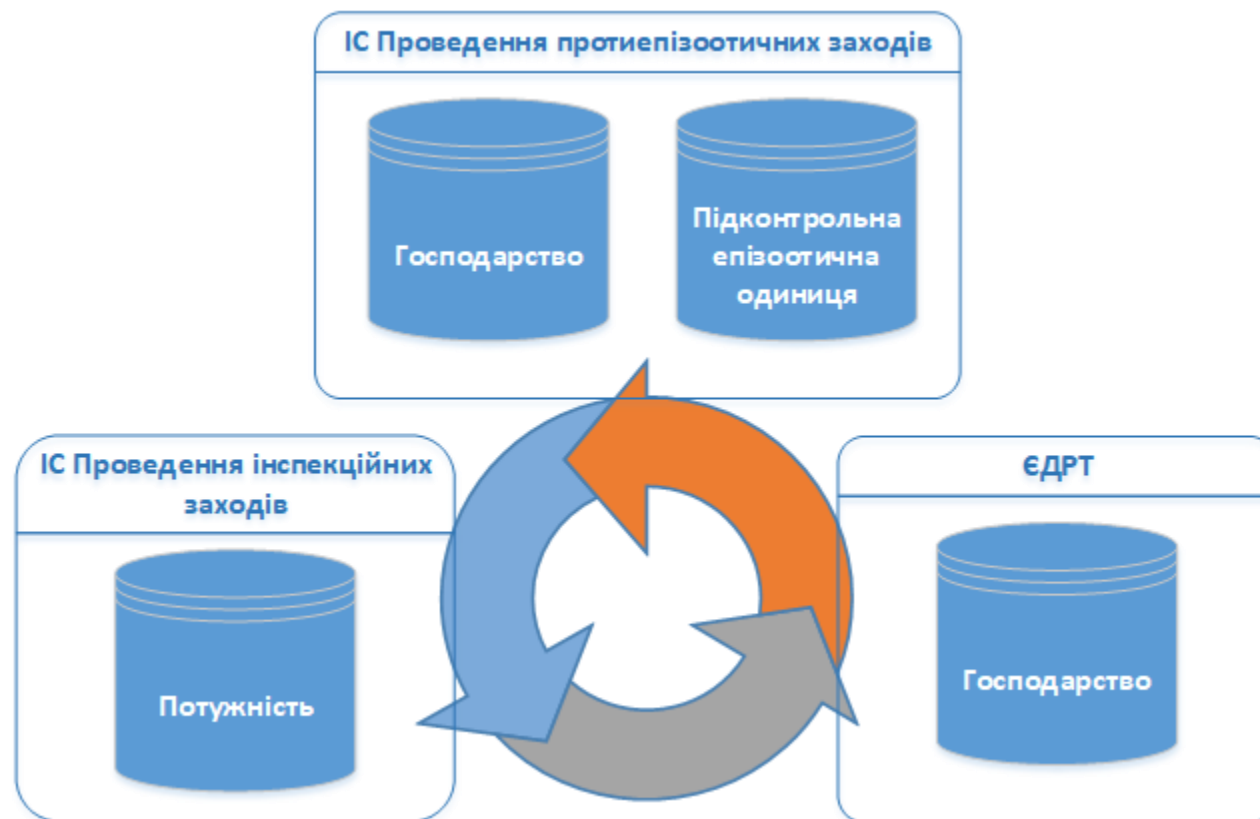 ІС Проведення протиепізоотичних заходів
Господарство
Підконтрольна
епізоотична
одиниця
ІС Проведення інспекційних
заходів
Потужність
ЄДРТ
Господарство